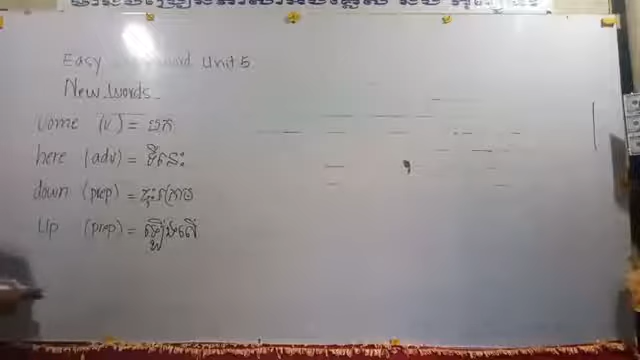 Easy word Unit 5
New Words
come (v) = មក
here (adv) = ទីនេះ
down (prep) = ចុះក្រោម
Up (prep) = ឡើងលើ